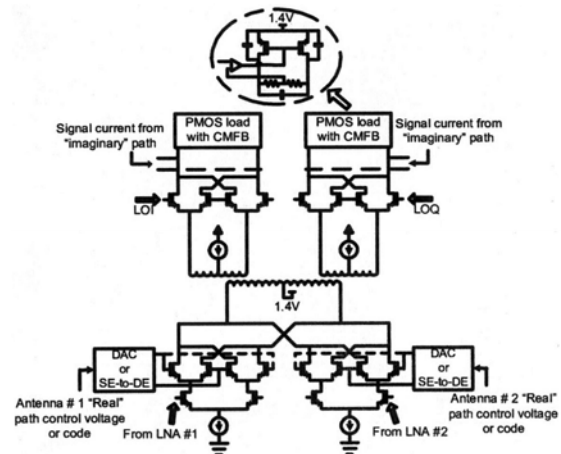 1.4V
PMOS load
with CMFB
PMOS load
with CMFB
Signal current from
"imaginary" path
Signal current from
"imaginary" path
LOI
LOQ
1.4V
DAC
or
SE-to-DE
DAC
or
SE-to-DE
Antenna # 1 "Real"
path control voltage
or code
From LNA #1
From LNA #2
Antenna # 2 "Real"
path control voltage
or code